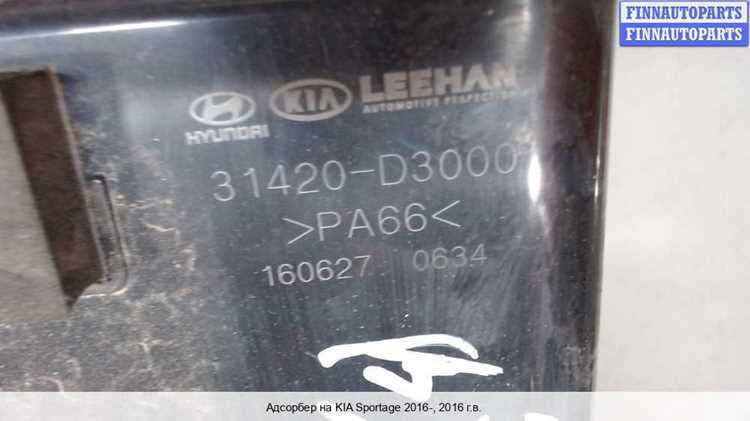 FINNAUTOPARTS
FINNAUTOPARTS
HYUNDAI KIA LEEHAN
AUTOMOTIVE PERFECTION
31420-D3000
>PA66<
160627 0634
Адсорбер на KIA Sportage 2016-, 2016 г.в.